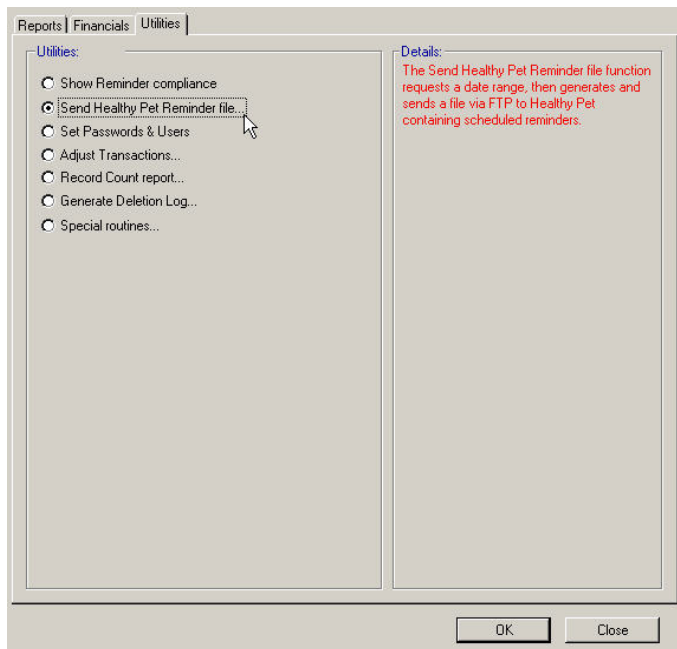 Reports Financials Utilities
Utilities:
Show Reminder compliance
Send Healthy Pet Reminder file...
Set Passwords & Users
Adjust Transactions...
Record Count report...
Generate Deletion Log...
Special routines...
Details:
The Send Healthy Pet Reminder file function
requests a date range, then generates and
sends a file via FTP to Healthy Pet
containing scheduled reminders.
OK Close